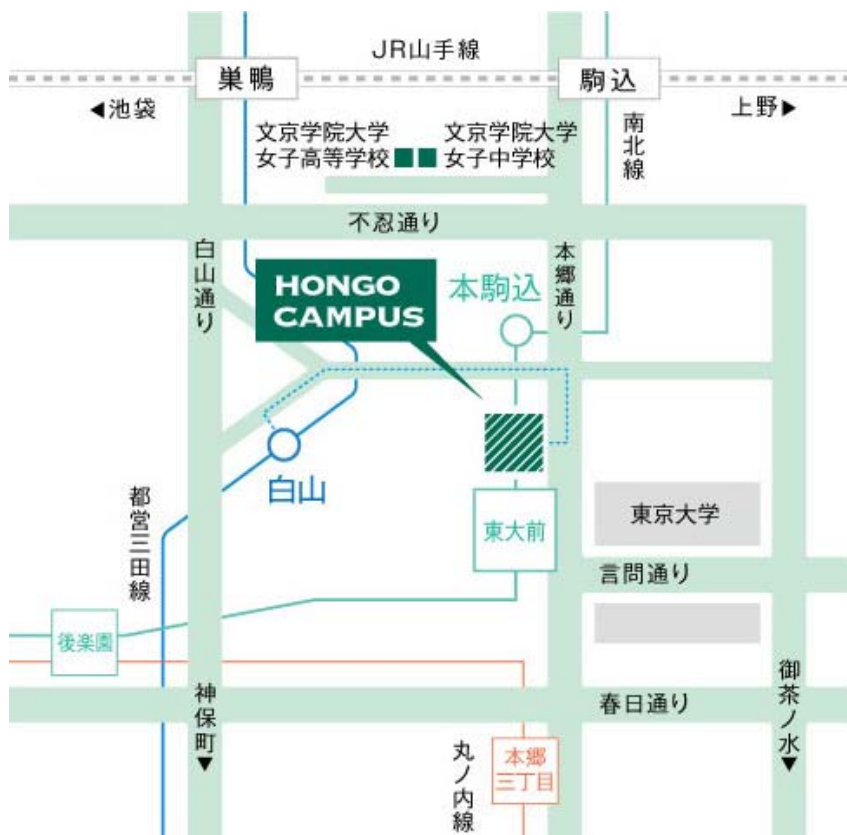 JR山手線
巣鴨
駒込
◀池袋
上野▶
文京学院大学
女子高等学校
文京学院大学
女子中学校
南北線
不忍通り
白山通り
HONGO
CAMPUS
本駒込
本郷通り
白山
都営三田線
東大前
東京大学
言問通り
後楽園
神保町▼
春日通り
御茶ノ水▼
丸ノ内線
本郷
三丁目